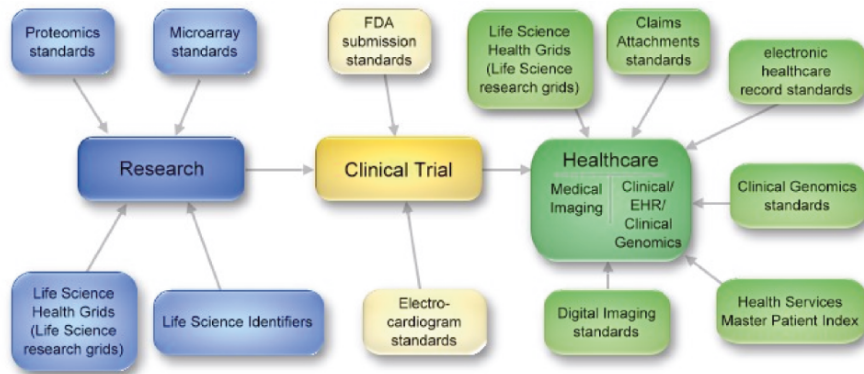 Proteomics
standards
Microarray
standards
FDA
submission
standards
Life Science
Health Grids
(Life Science
research grids)
Claims
Attachments
standards
electronic
healthcare
record standards
Research
Clinical Trial
Healthcare
Medical
Imaging
Clinical/
EHR/
Clinical
Genomics
Clinical Genomics
standards
Life Science
Health Grids
(Life Science
research grids)
Life Science Identifiers
Electro-
cardiogram
standards
Digital Imaging
standards
Health Services
Master Patient Index